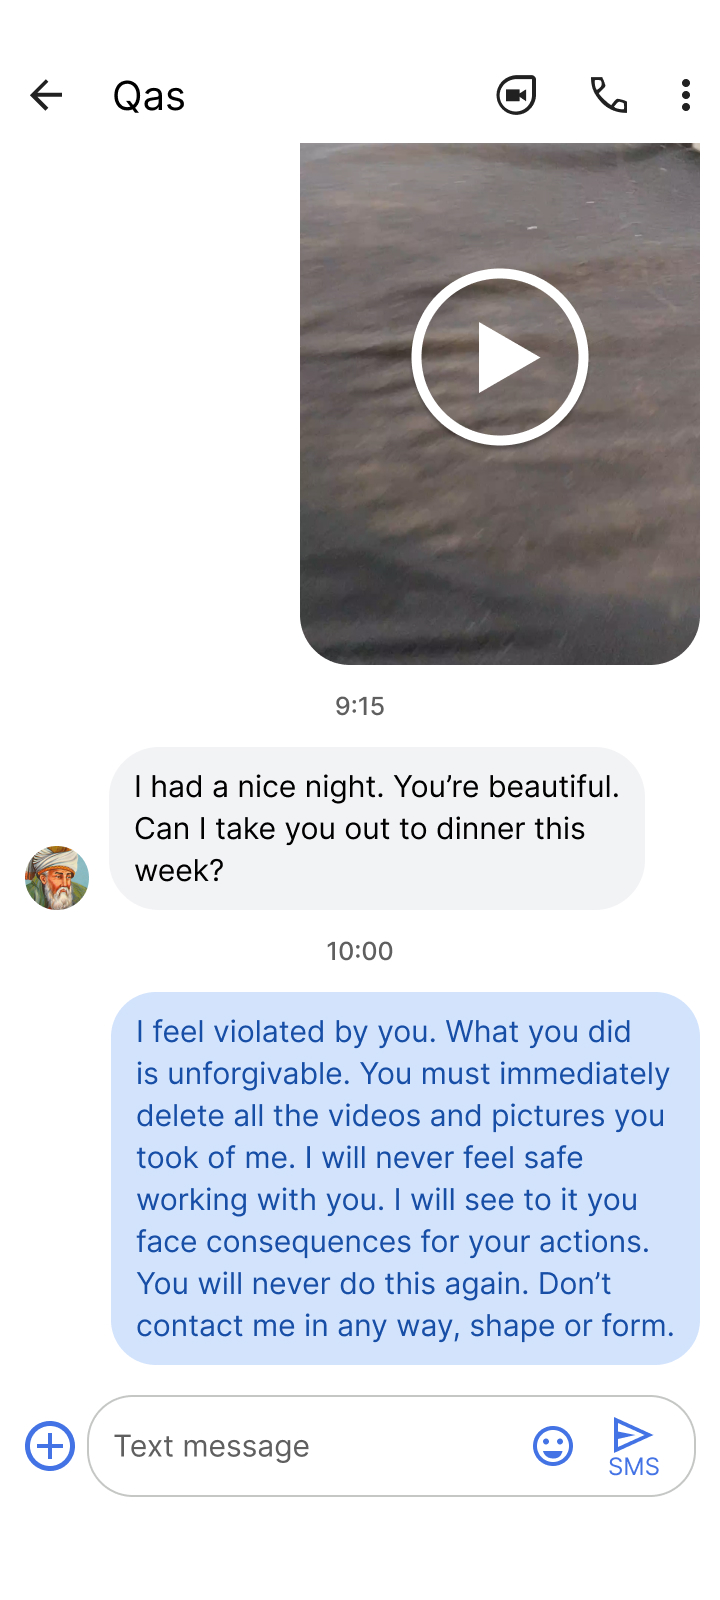 Qas
9:15
I had a nice night. You’re beautiful.
Can I take you out to dinner this
week?
10:00
I feel violated by you. What you did
is unforgivable. You must immediately
delete all the videos and pictures you
took of me. I will never feel safe
working with you. I will see to it you
face consequences for your actions.
You will never do this again. Don’t
contact me in any way, shape or form.
Text message
SMS